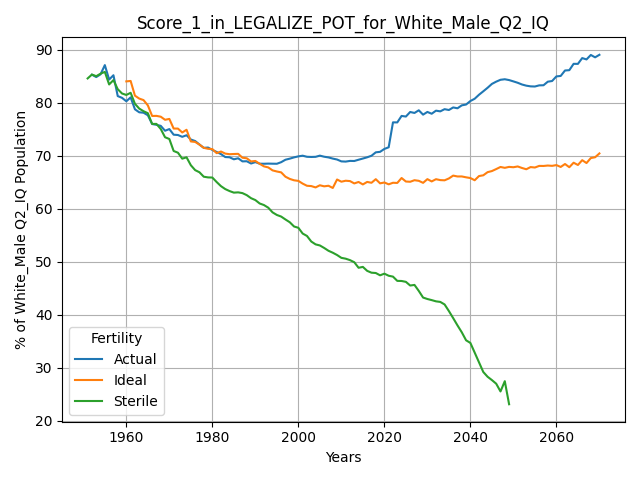 Score_1_in_LEGALIZE_POT_for_White_Male_Q2_IQ
% of White_Male Q2_IQ Population
90
80
70
60
50
40
30
20
Fertility
Actual
Ideal
Sterile
1960 1980 2000 2020 2040 2060
Years